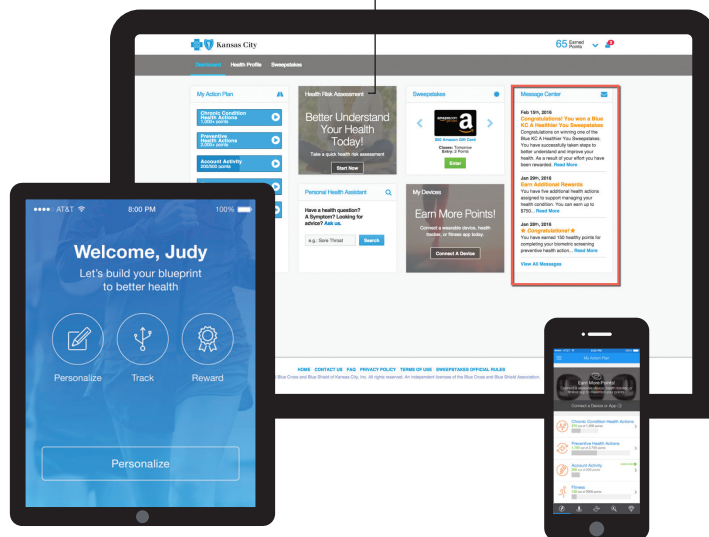 Kansas City
65 Earned Points
2
Dashboard Health Profile Sweepstakes
My Action Plan
Chronic Condition
Health Actions
1,000+ points
Preventive
Health Actions
3,000+ points
Account Activity
200/500 points
Health Risk Assessment
Better Understand
Your Health
Today!
Take a quick health risk assessment
Start Now
Sweepstakes
amazon.com
a
$50 Amazon Gift Card
Closes: Tomorrow
Entry: 2 Points
Enter
Message Center
Feb 15th, 2016
Congratulations! You won a Blue
KC A Healthier You Sweepstakes
Congratulations on winning one of the
Blue KC A Healthier You Sweepstakes.
You have successfully taken steps to
better understand and improve your
health. As a result of your effort you have
been rewarded. Read More
Jan 29th, 2016
Earn Additional Rewards
You have five additional health actions
assigned to support managing your
health condition. You can earn up to
$750... Read More
Jan 28th, 2016
★ Congratulations! ★
You have earned 150 healthy points for
completing your biometric screening
preventive health action... Read More
View All Messages
Personal Health Assistant
Have a health question?
A Symptom? Looking for
advice? Ask us.
e.g.: Sore Throat
Search
My Devices
Earn More Points!
Connect a wearable device, health
tracker, or fitness app today.
Connect A Device
HOME CONTACT US FAQ PRIVACY POLICY TERMS OF USE SWEEPSTAKES OFFICIAL RULES
Blue Cross and Blue Shield of Kansas City, Inc. All rights reserved. An independent licensee of the Blue Cross and Blue Shield Association.
AT&T 8:00 PM 100%
Welcome, Judy
Let's build your blueprint
to better health
Personalize Track Reward
Personalize
My Action Plan
Earn More Points!
Connect a Device or App
Chronic Condition Health Actions
Preventive Health Actions
Account Activity
Fitness